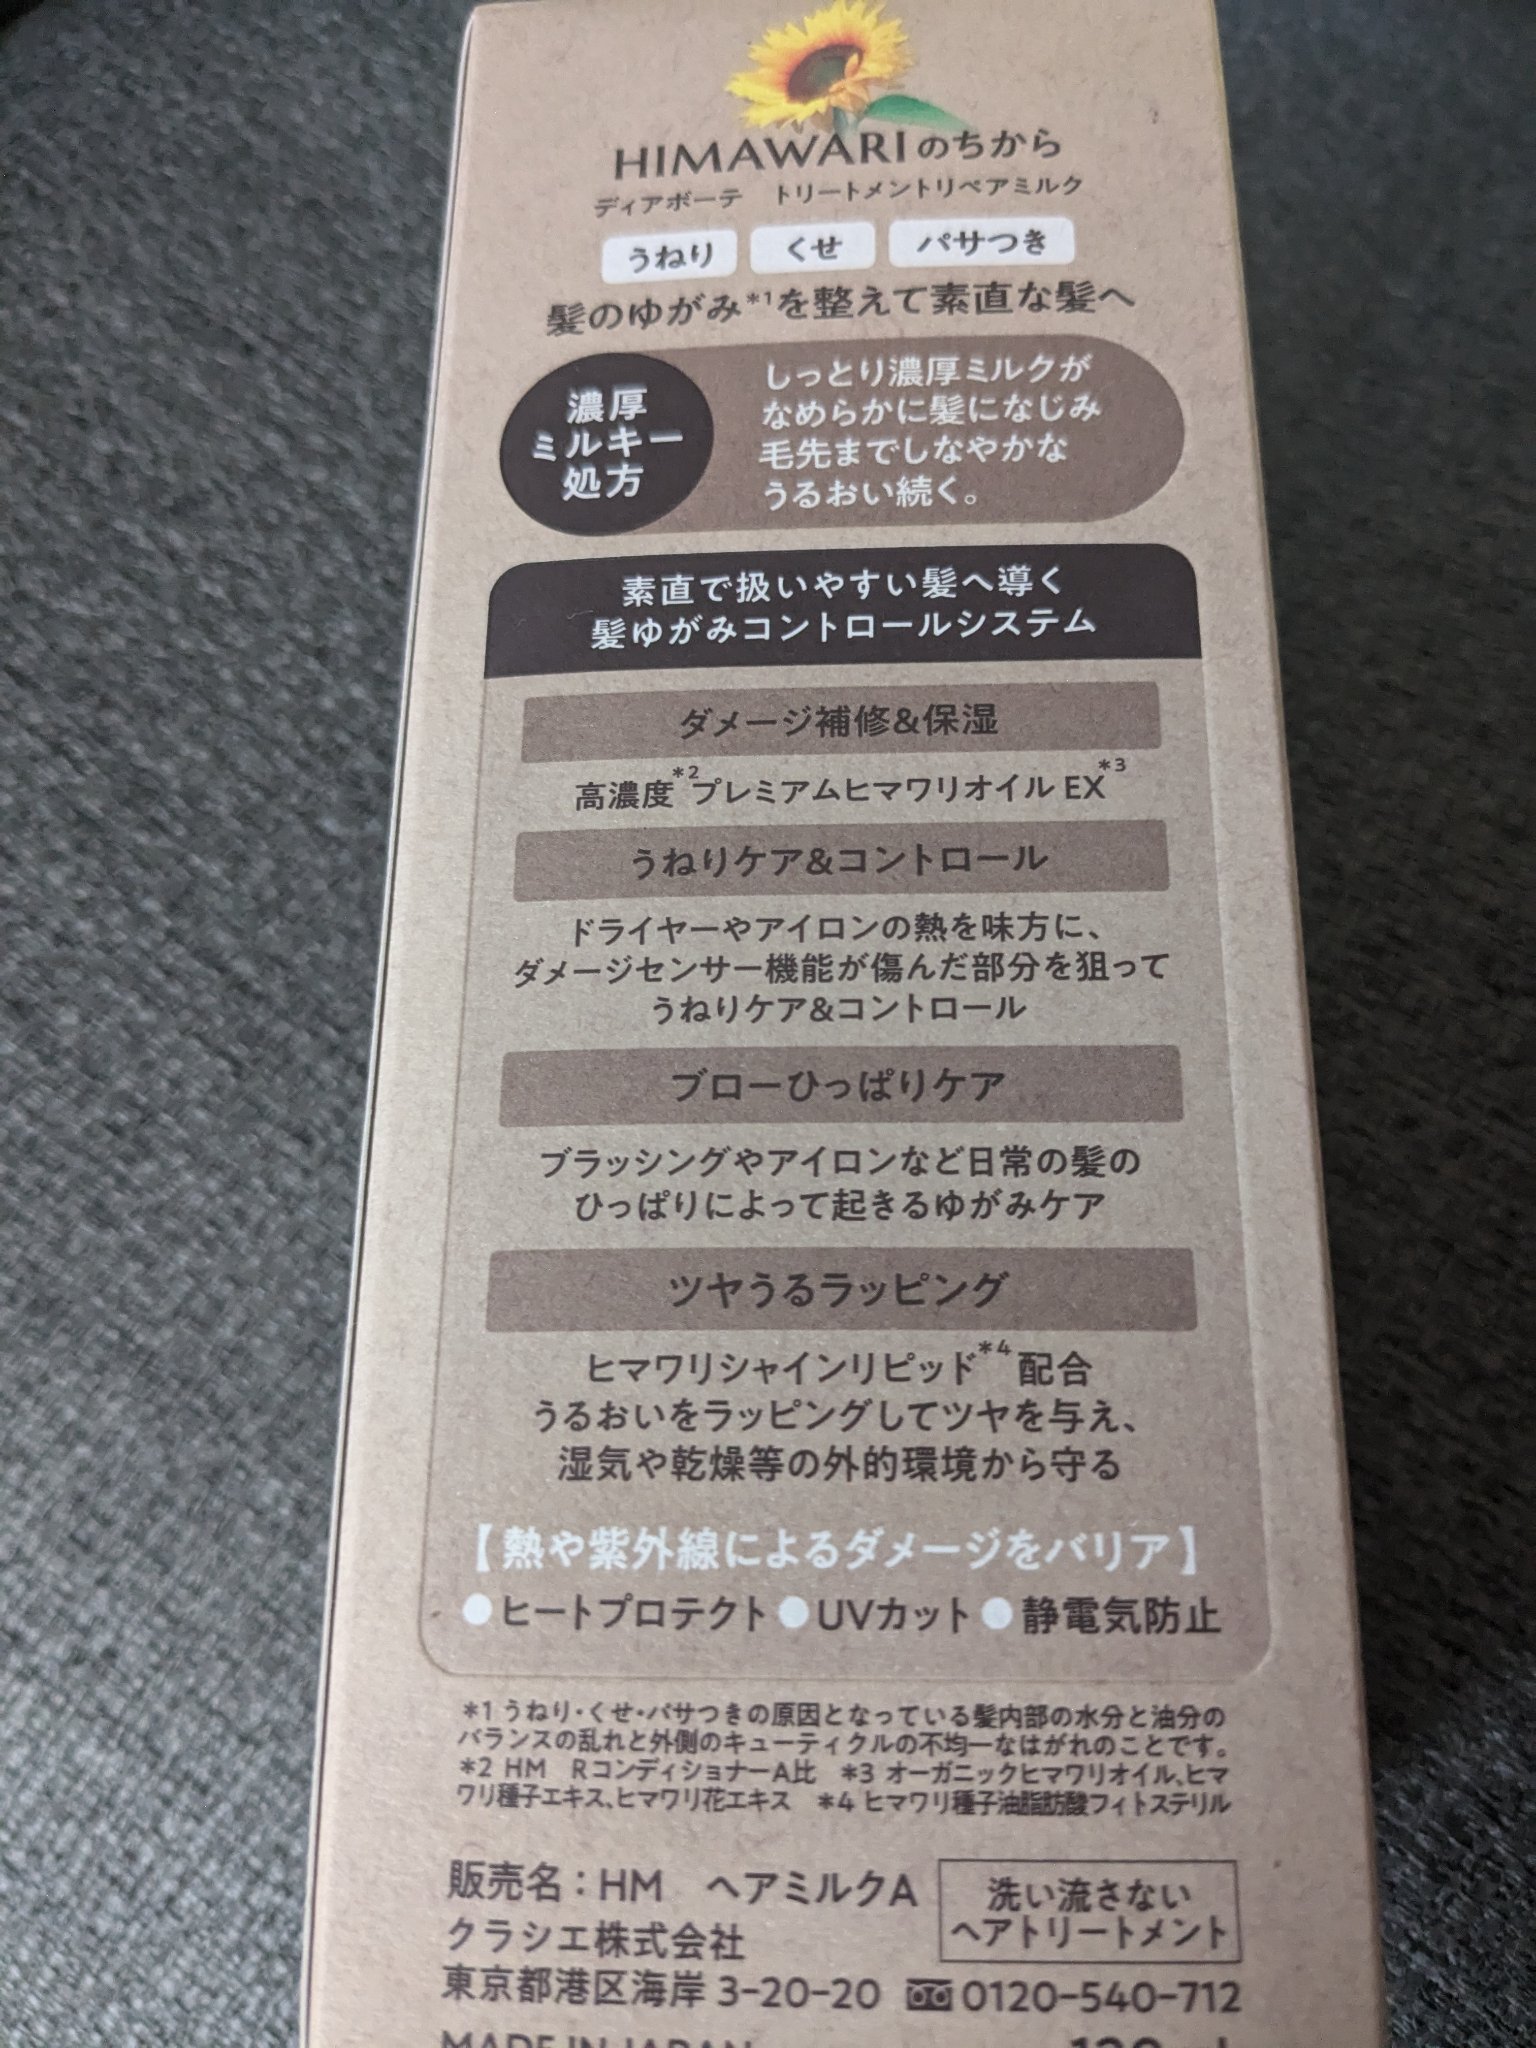 HIMAWARIのちから
ディアボーテ　トリートメントリペアミルク
うねり くせ パサつき
髪のゆがみ*1を整えて素直な髪へ
濃厚
ミルキー
処方
しっとり濃厚ミルクが
なめらかに髪になじみ
毛先までしなやかな
うるおい続く。
素直で扱いやすい髪へ導く
髪ゆがみコントロールシステム
ダメージ補修&保湿
高濃度*2プレミアムヒマワリオイル EX*3
うねりケア&コントロール
ドライヤーやアイロンの熱を味方に、
ダメージセンサー機能が傷んだ部分を狙って
うねりケア&コントロール
ブローひっぱりケア
ブラッシングやアイロンなど日常の髪の
ひっぱりによって起きるゆがみケア
ツヤうるラッピング
ヒマワリシャインリピッド*4 配合
うるおいをラッピングしてツヤを与え、
湿気や乾燥等の外的環境から守る
【熱や紫外線によるダメージをバリア】
●ヒートプロテクト ●UVカット ●静電気防止
*1 うねり・くせ・パサつきの原因となっている髪内部の水分と油分の
バランスの乱れと外側のキューティクルの不均一なはがれのことです。
*2 HM　RコンディショナーA比　*3 オーガニックヒマワリオイル、ヒマ
ワリ種子エキス、ヒマワリ花エキス　*4 ヒマワリ種子油脂肪酸フィトステリル
販売名：HM　ヘアミルクA
洗い流さない
ヘアトリートメント
クラシエ株式会社
東京都港区海岸 3-20-20 0120-540-712
MADE IN JAPAN